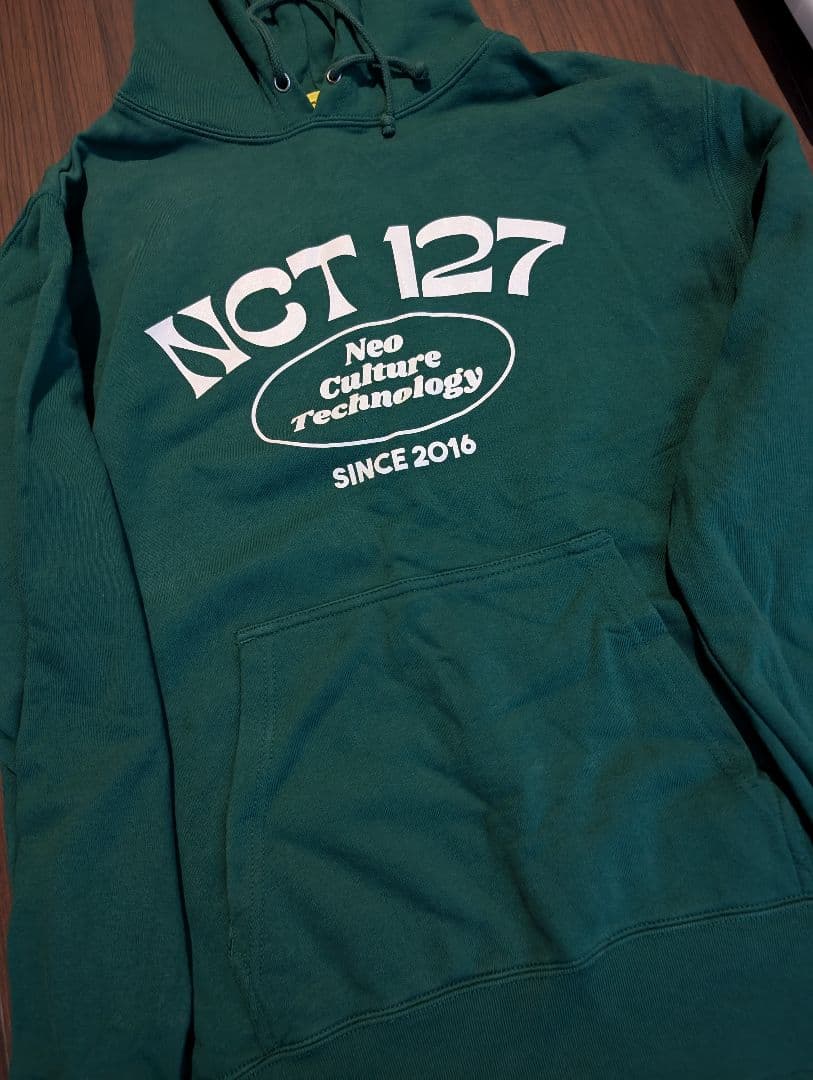 NCT 127
Neo
Culture
Technology
SINCE 2016